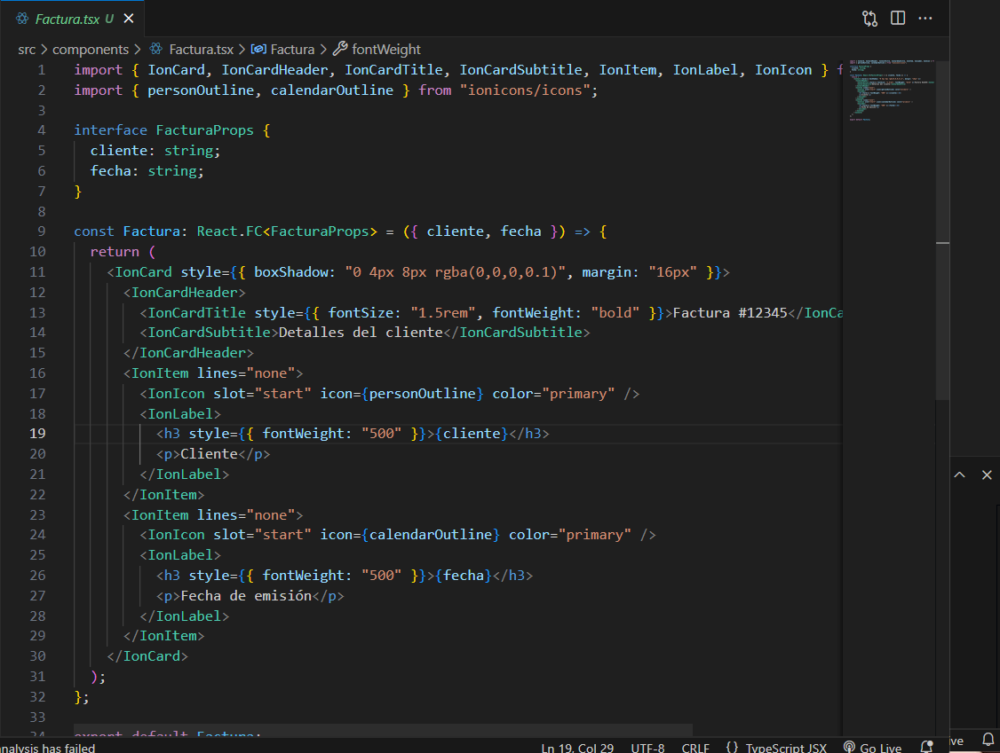 Factura.tsx U
src > components > Factura.tsx > Factura > fontWeight
1 import { IonCard, IonCardHeader, IonCardTitle, IonCardSubtitle, IonItem, IonLabel, IonIcon } f
2 import { personOutline, calendarOutline } from "ionicons/icons";
3
4 interface FacturaProps {
5   cliente: string;
6   fecha: string;
7 }
8
9 const Factura: React.FC<FacturaProps> = ({ cliente, fecha }) => {
10   return (
11     <IonCard style={{ boxShadow: "0 4px 8px rgba(0,0,0,0.1)", margin: "16px" }}>
12       <IonCardHeader>
13         <IonCardTitle style={{ fontSize: "1.5rem", fontWeight: "bold" }}>Factura #12345</IonCa
14         <IonCardSubtitle>Detalles del cliente</IonCardSubtitle>
15       </IonCardHeader>
16       <IonItem lines="none">
17         <IonIcon slot="start" icon={personOutline} color="primary" />
18         <IonLabel>
19           <h3 style={{ fontWeight: "500" }}>{cliente}</h3>
20           <p>Cliente</p>
21         </IonLabel>
22       </IonItem>
23       <IonItem lines="none">
24         <IonIcon slot="start" icon={calendarOutline} color="primary" />
25         <IonLabel>
26           <h3 style={{ fontWeight: "500" }}>{fecha}</h3>
27           <p>Fecha de emisión</p>
28         </IonLabel>
29       </IonItem>
30     </IonCard>
31   );
32 };
33
34 export default Factura;
nalysis has failed Ln 19, Col 29 UTF-8 CRLF {} TypeScript JSX Go Live ve